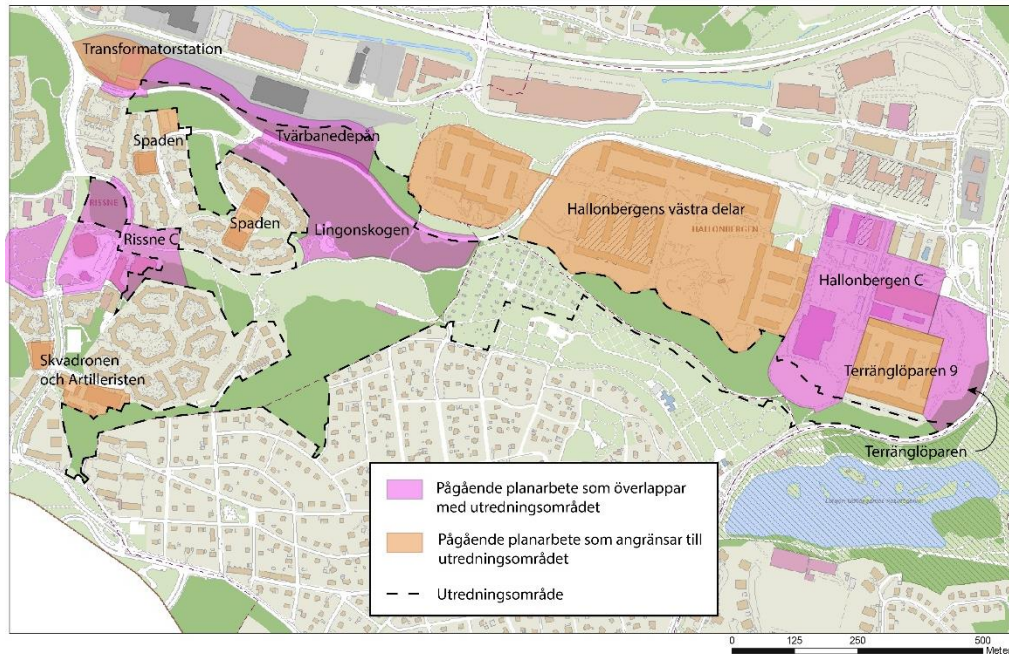 Transformatorstation
Spaden
Tvärbanedepån
Hallonbergens västra delar
HALLONBERGEN
RISSNE
Rissne C
Spaden
Lingonskogen
Hallonbergen C
Skvadronen
och Artilleristen
Terränglöparen 9
Terränglöparen
Pågående planarbete som överlappar
med utredningsområdet
Pågående planarbete som angränsar till
utredningsområdet
Utredningsområde
0 125 250 500
Meter